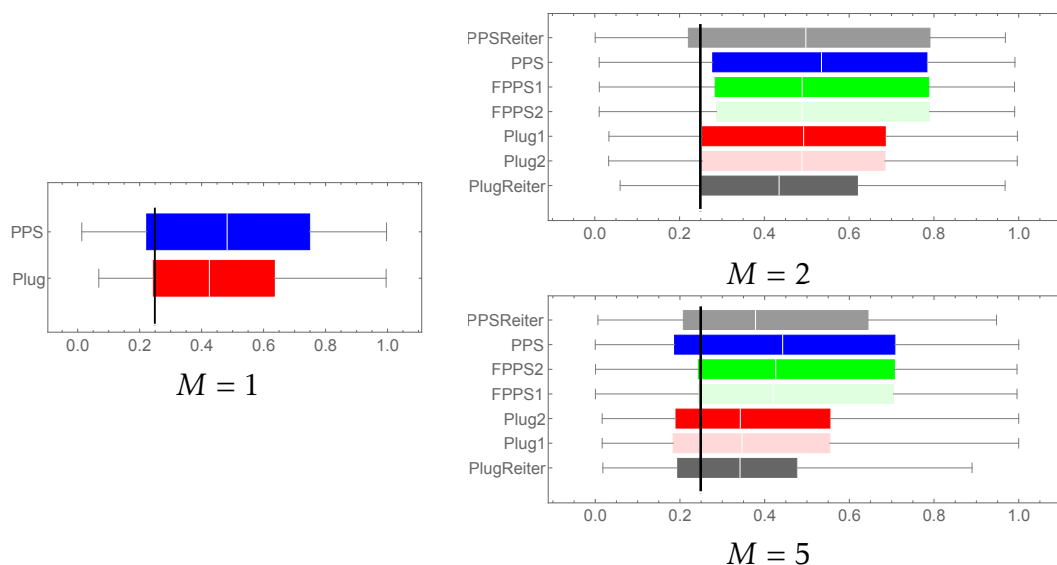 PPS
Plug
0.0 0.2 0.4 0.6 0.8 1.0
M = 1
PPSReiter
PPS
FPPS1
FPPS2
Plug1
Plug2
PlugReiter
0.0 0.2 0.4 0.6 0.8 1.0
M = 2
PPSReiter
PPS
FPPS2
FPPS1
Plug2
Plug1
PlugReiter
0.0 0.2 0.4 0.6 0.8 1.0
M = 5